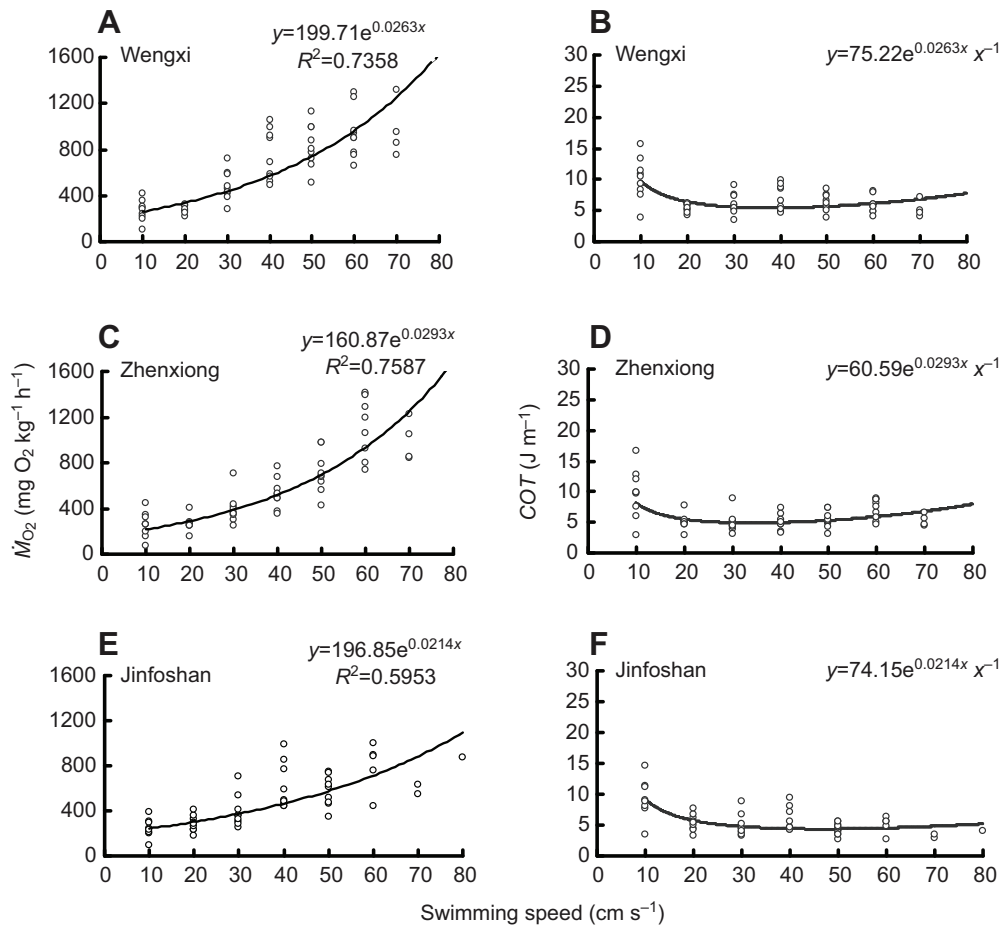 A
y=199.71e^0.0263x
R²=0.7358
Wengxi
1600
1200
800
400
0
0 10 20 30 40 50 60 70 80
B
y=75.22e^0.0263x x⁻¹
Wengxi
30
25
20
15
10
5
0
0 10 20 30 40 50 60 70 80
C
y=160.87e^0.0293x
R²=0.7587
Zhenxiong
1600
1200
800
400
0
0 10 20 30 40 50 60 70 80
Ṁ_O₂ (mg O₂ kg⁻¹ h⁻¹)
D
y=60.59e^0.0293x x⁻¹
Zhenxiong
30
25
20
15
10
5
0
0 10 20 30 40 50 60 70 80
COT (J m⁻¹)
E
y=196.85e^0.0214x
R²=0.5953
Jinfoshan
1600
1200
800
400
0
0 10 20 30 40 50 60 70 80
F
y=74.15e^0.0214x x⁻¹
Jinfoshan
30
25
20
15
10
5
0
0 10 20 30 40 50 60 70 80
Swimming speed (cm s⁻¹)